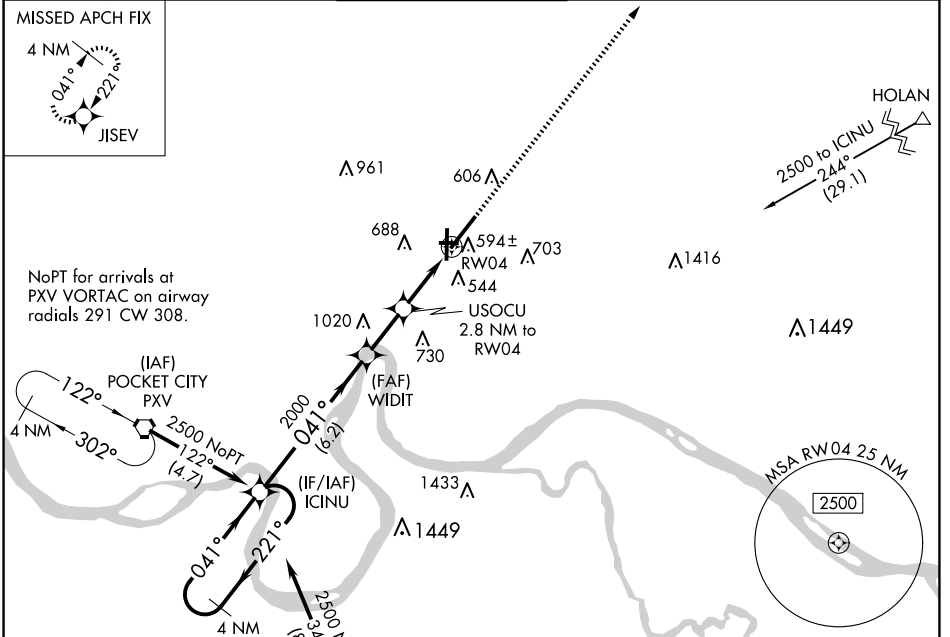 MISSED APCH FIX
4 NM
041°
221°
JISEV
HOLAN
2500 to ICINU
244°
(29.1)
961
606
688
594±
RW04
703
544
1416
NoPT for arrivals at
PXV VORTAC on airway
radials 291 CW 308.
USOCU
2.8 NM to
RW04
1020
730
1449
(IAF)
POCKET CITY
PXV
(FAF)
WIDIT
122°
302°
4 NM
2500 NoPT
122°
(4.7)
2000
041°
(6.2)
(IF/IAF)
ICINU
1433
1449
MSA RW04 25 NM
2500
041°
221°
4 NM
2500